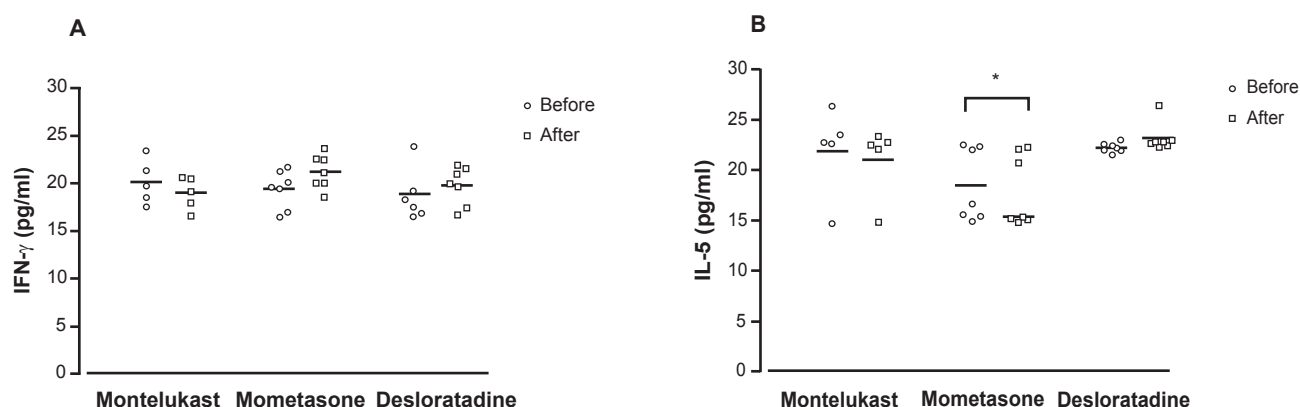 A
IFN-γ (pg/ml)
30
25
20
15
10
5
0
Before
After
Montelukast Mometasone Desloratadine
B
IL-5 (pg/ml)
30
25
20
15
10
5
0
*
Before
After
Montelukast Mometasone Desloratadine